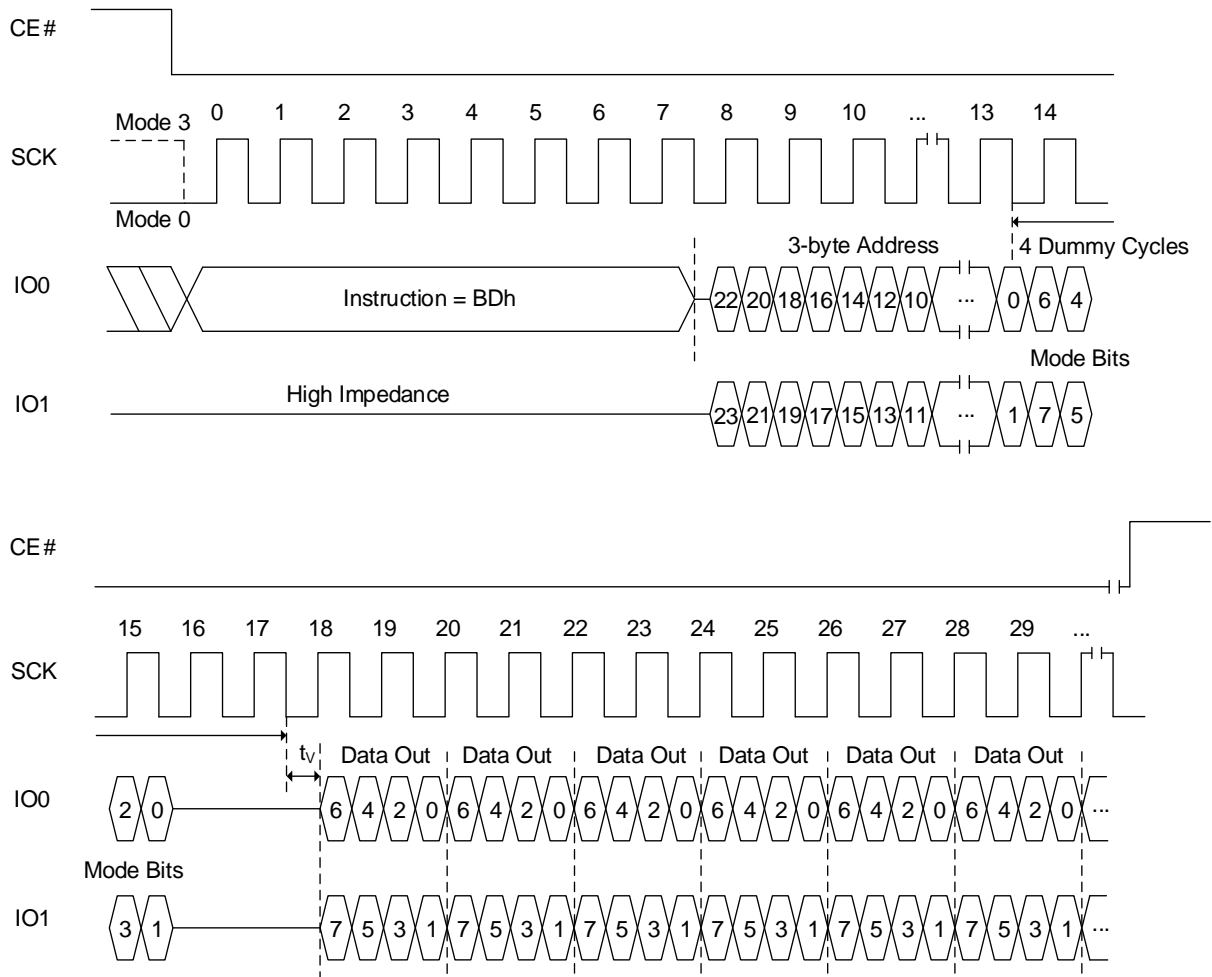 CE#
0 1 2 3 4 5 6 7 8 9 10 ... 13 14
Mode 3
SCK
Mode 0
3-byte Address 4 Dummy Cycles
IO0
Instruction = BDh
22 20 18 16 14 12 10 ... 0 6 4
Mode Bits
High Impedance
IO1
23 21 19 17 15 13 11 ... 1 7 5
CE#
15 16 17 18 19 20 21 22 23 24 25 26 27 28 29 ...
SCK
tV Data Out Data Out Data Out Data Out Data Out Data Out
IO0
2 0 6 4 2 0 6 4 2 0 6 4 2 0 6 4 2 0 6 4 2 0 6 4 2 0 ...
Mode Bits
IO1
3 1 7 5 3 1 7 5 3 1 7 5 3 1 7 5 3 1 7 5 3 1 7 5 3 1 ...